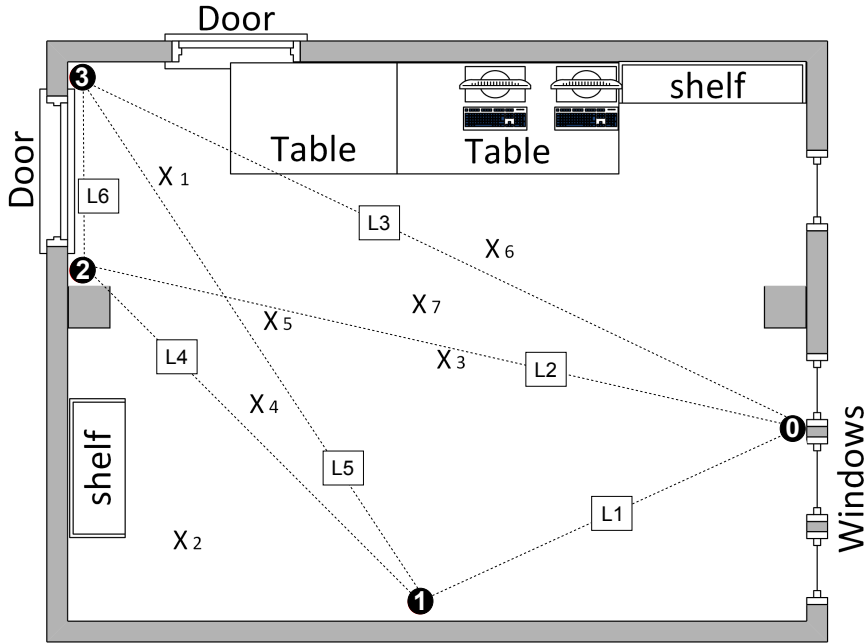 Door
3
shelf
Table
Table
Door
X 1
L6
L3
X 6
2
X 7
X 5
L4
X 3
L2
X 4
0
shelf
L5
Windows
L1
X 2
1